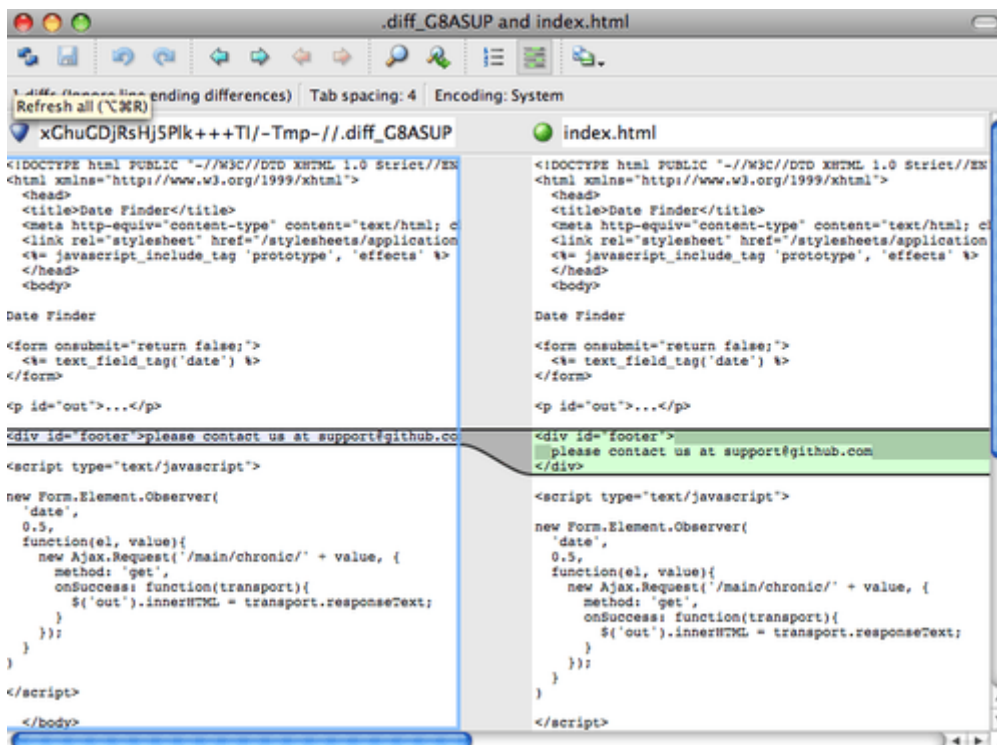 .diff_G8ASUP and index.html
ending differences) Tab spacing: 4 Encoding: System
Refresh all (⌥⌘R)
xGhuGDjRsHj5Plk+++TI/-Tmp-//.diff_G8ASUP
<!DOCTYPE html PUBLIC "-//W3C//DTD XHTML 1.0 Strict//EN
<html xmlns="http://www.w3.org/1999/xhtml">
<head>
<title>Date Finder</title>
<meta http-equiv="content-type" content="text/html; c
<link rel="stylesheet" href="/stylesheets/application
<%= javascript_include_tag 'prototype', 'effects' %>
</head>
<body>
Date Finder
<form onsubmit="return false;">
<%= text_field_tag('date') %>
</form>
<p id="out">...</p>
<div id="footer">please contact us at support@github.co
<script type="text/javascript">
new Form.Element.Observer(
'date',
0.5,
function(el, value){
new Ajax.Request('/main/chronic/' + value, {
method: 'get',
onSuccess: function(transport){
$('out').innerHTML = transport.responseText;
}
});
}
)
</script>
</body>
index.html
<!DOCTYPE html PUBLIC "-//W3C//DTD XHTML 1.0 Strict//EN
<html xmlns="http://www.w3.org/1999/xhtml">
<head>
<title>Date Finder</title>
<meta http-equiv="content-type" content="text/html; c
<link rel="stylesheet" href="/stylesheets/application
<%= javascript_include_tag 'prototype', 'effects' %>
</head>
<body>
Date Finder
<form onsubmit="return false;">
<%= text_field_tag('date') %>
</form>
<p id="out">...</p>
<div id="footer">
please contact us at support@github.com
</div>
<script type="text/javascript">
new Form.Element.Observer(
'date',
0.5,
function(el, value){
new Ajax.Request('/main/chronic/' + value, {
method: 'get',
onSuccess: function(transport){
$('out').innerHTML = transport.responseText;
}
});
}
)
</script>